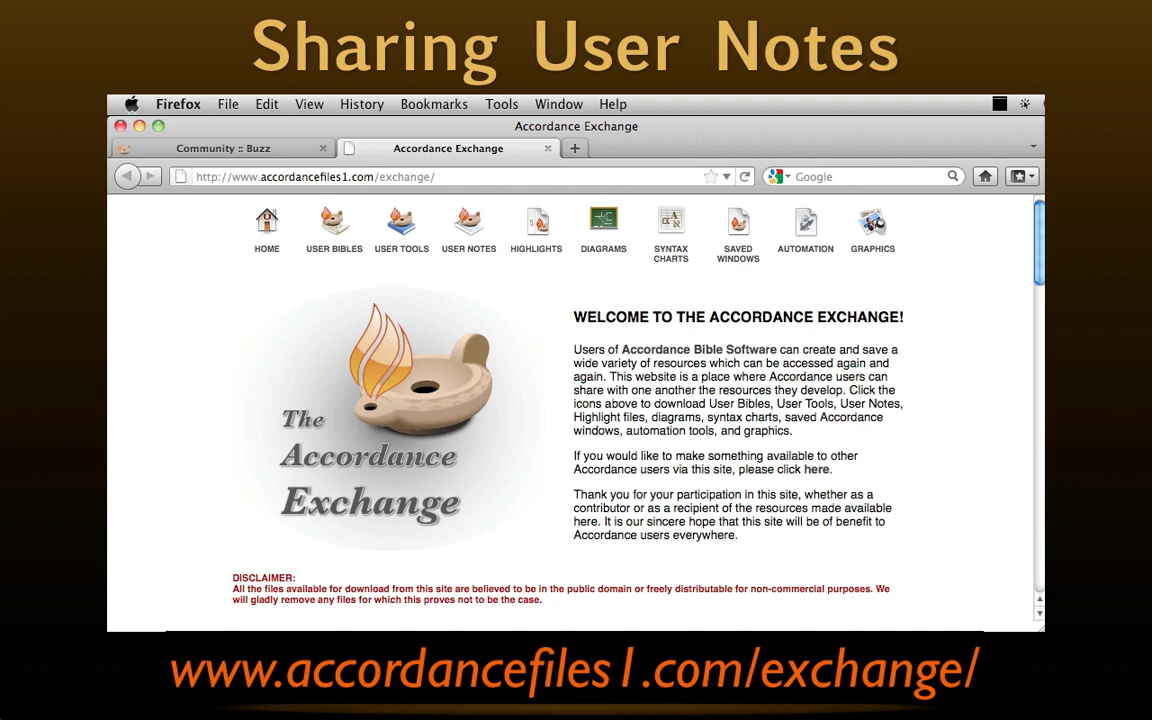 Sharing User Notes
Firefox File Edit View History Bookmarks Tools Window Help
Accordance Exchange
Community :: Buzz
Accordance Exchange
http://www.accordancefiles1.com/exchange/
Google
HOME
USER BIBLES
USER TOOLS
USER NOTES
HIGHLIGHTS
DIAGRAMS
SYNTAX
CHARTS
SAVED
WINDOWS
AUTOMATION
GRAPHICS
The
Accordance
Exchange
WELCOME TO THE ACCORDANCE EXCHANGE!
Users of Accordance Bible Software can create and save a
wide variety of resources which can be accessed again and
again. This website is a place where Accordance users can
share with one another the resources they develop. Click the
icons above to download User Bibles, User Tools, User Notes,
Highlight files, diagrams, syntax charts, saved Accordance
windows, automation tools, and graphics.
If you would like to make something available to other
Accordance users via this site, please click here.
Thank you for your participation in this site, whether as a
contributor or as a recipient of the resources made available
here. It is our sincere hope that this site will be of benefit to
Accordance users everywhere.
DISCLAIMER:
All the files available for download from this site are believed to be in the public domain or freely distributable for non-commercial purposes. We
will gladly remove any files for which this proves not to be the case.
www.accordancefiles1.com/exchange/